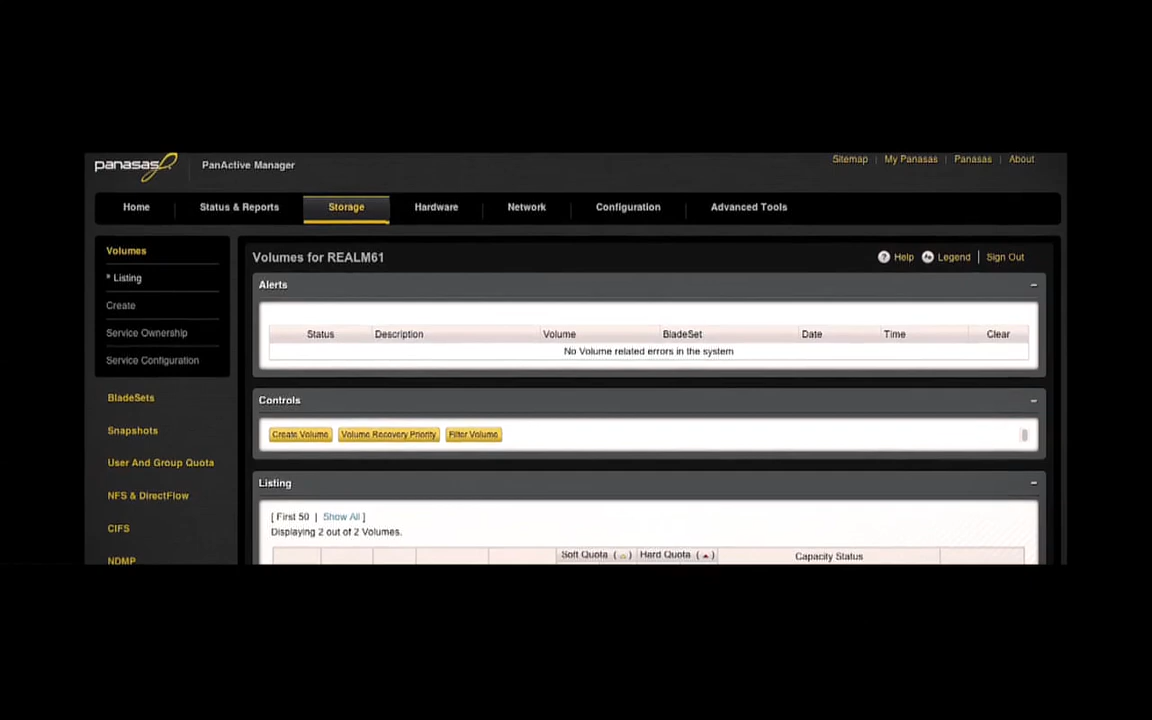 panasas
PanActive Manager
Sitemap | My Panasas | Panasas | About
Home Status & Reports Storage Hardware Network Configuration Advanced Tools
Volumes
* Listing
Create
Service Ownership
Service Configuration
BladeSets
Snapshots
User And Group Quota
NFS & DirectFlow
CIFS
NDMP
Volumes for REALM61
? Help Legend | Sign Out
Alerts
Status Description Volume BladeSet Date Time Clear
No Volume related errors in the system
Controls
Create Volume Volume Recovery Priority Filter Volume
Listing
[ First 50 | Show All ]
Displaying 2 out of 2 Volumes.
Soft Quota ( ) Hard Quota ( ) Capacity Status